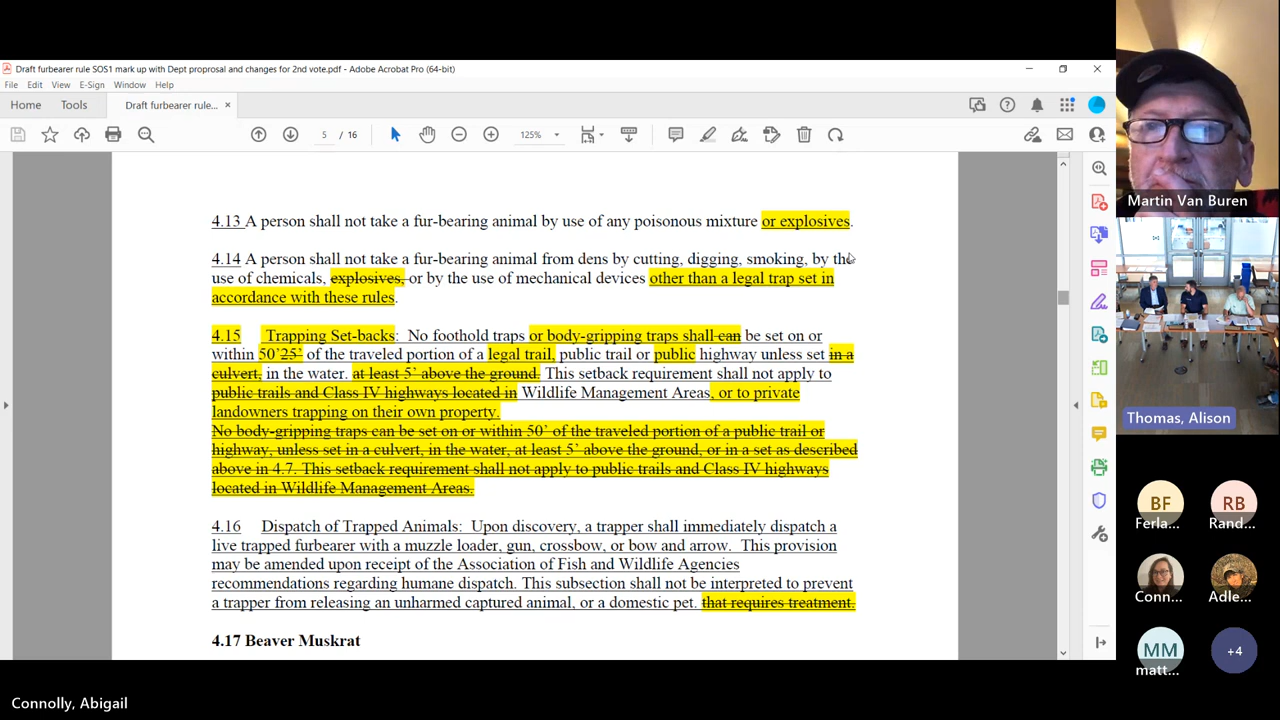 Draft furbearer rule SOS1 mark up with Dept proprosal and changes for 2nd vote.pdf - Adobe Acrobat Pro (64-bit)
File Edit View E-Sign Window Help
Home Tools Draft furbearer rule... ×
5 / 16 125%
4.13 A person shall not take a fur-bearing animal by use of any poisonous mixture or explosives.
4.14 A person shall not take a fur-bearing animal from dens by cutting, digging, smoking, by the
use of chemicals, explosives, or by the use of mechanical devices other than a legal trap set in
accordance with these rules.
4.15 Trapping Set-backs: No foothold traps or body-gripping traps shall can be set on or
within 50'25' of the traveled portion of a legal trail, public trail or public highway unless set in a
culvert, in the water. at least 5' above the ground. This setback requirement shall not apply to
public trails and Class IV highways located in Wildlife Management Areas, or to private
landowners trapping on their own property.
No body-gripping traps can be set on or within 50' of the traveled portion of a public trail or
highway, unless set in a culvert, in the water, at least 5' above the ground, or in a set as described
above in 4.7. This setback requirement shall not apply to public trails and Class IV highways
located in Wildlife Management Areas.
4.16 Dispatch of Trapped Animals: Upon discovery, a trapper shall immediately dispatch a
live trapped furbearer with a muzzle loader, gun, crossbow, or bow and arrow. This provision
may be amended upon receipt of the Association of Fish and Wildlife Agencies
recommendations regarding humane dispatch. This subsection shall not be interpreted to prevent
a trapper from releasing an unharmed captured animal, or a domestic pet. that requires treatment.
4.17 Beaver Muskrat
Martin Van Buren
Thomas, Alison
BF RB
Ferla... Rand...
Conn... Adle...
MM +4
matt...
Connolly, Abigail